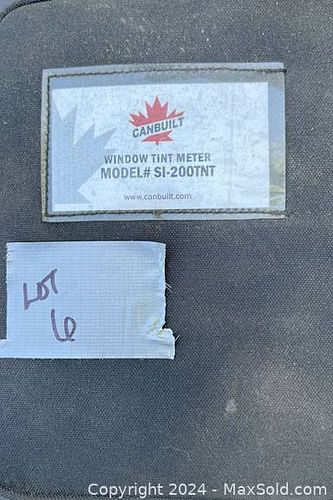 CANBUILT
WINDOW TINT METER
MODEL# SI-200TNT
www.canbuilt.com
LOT
6
Copyright 2024 - MaxSold.com